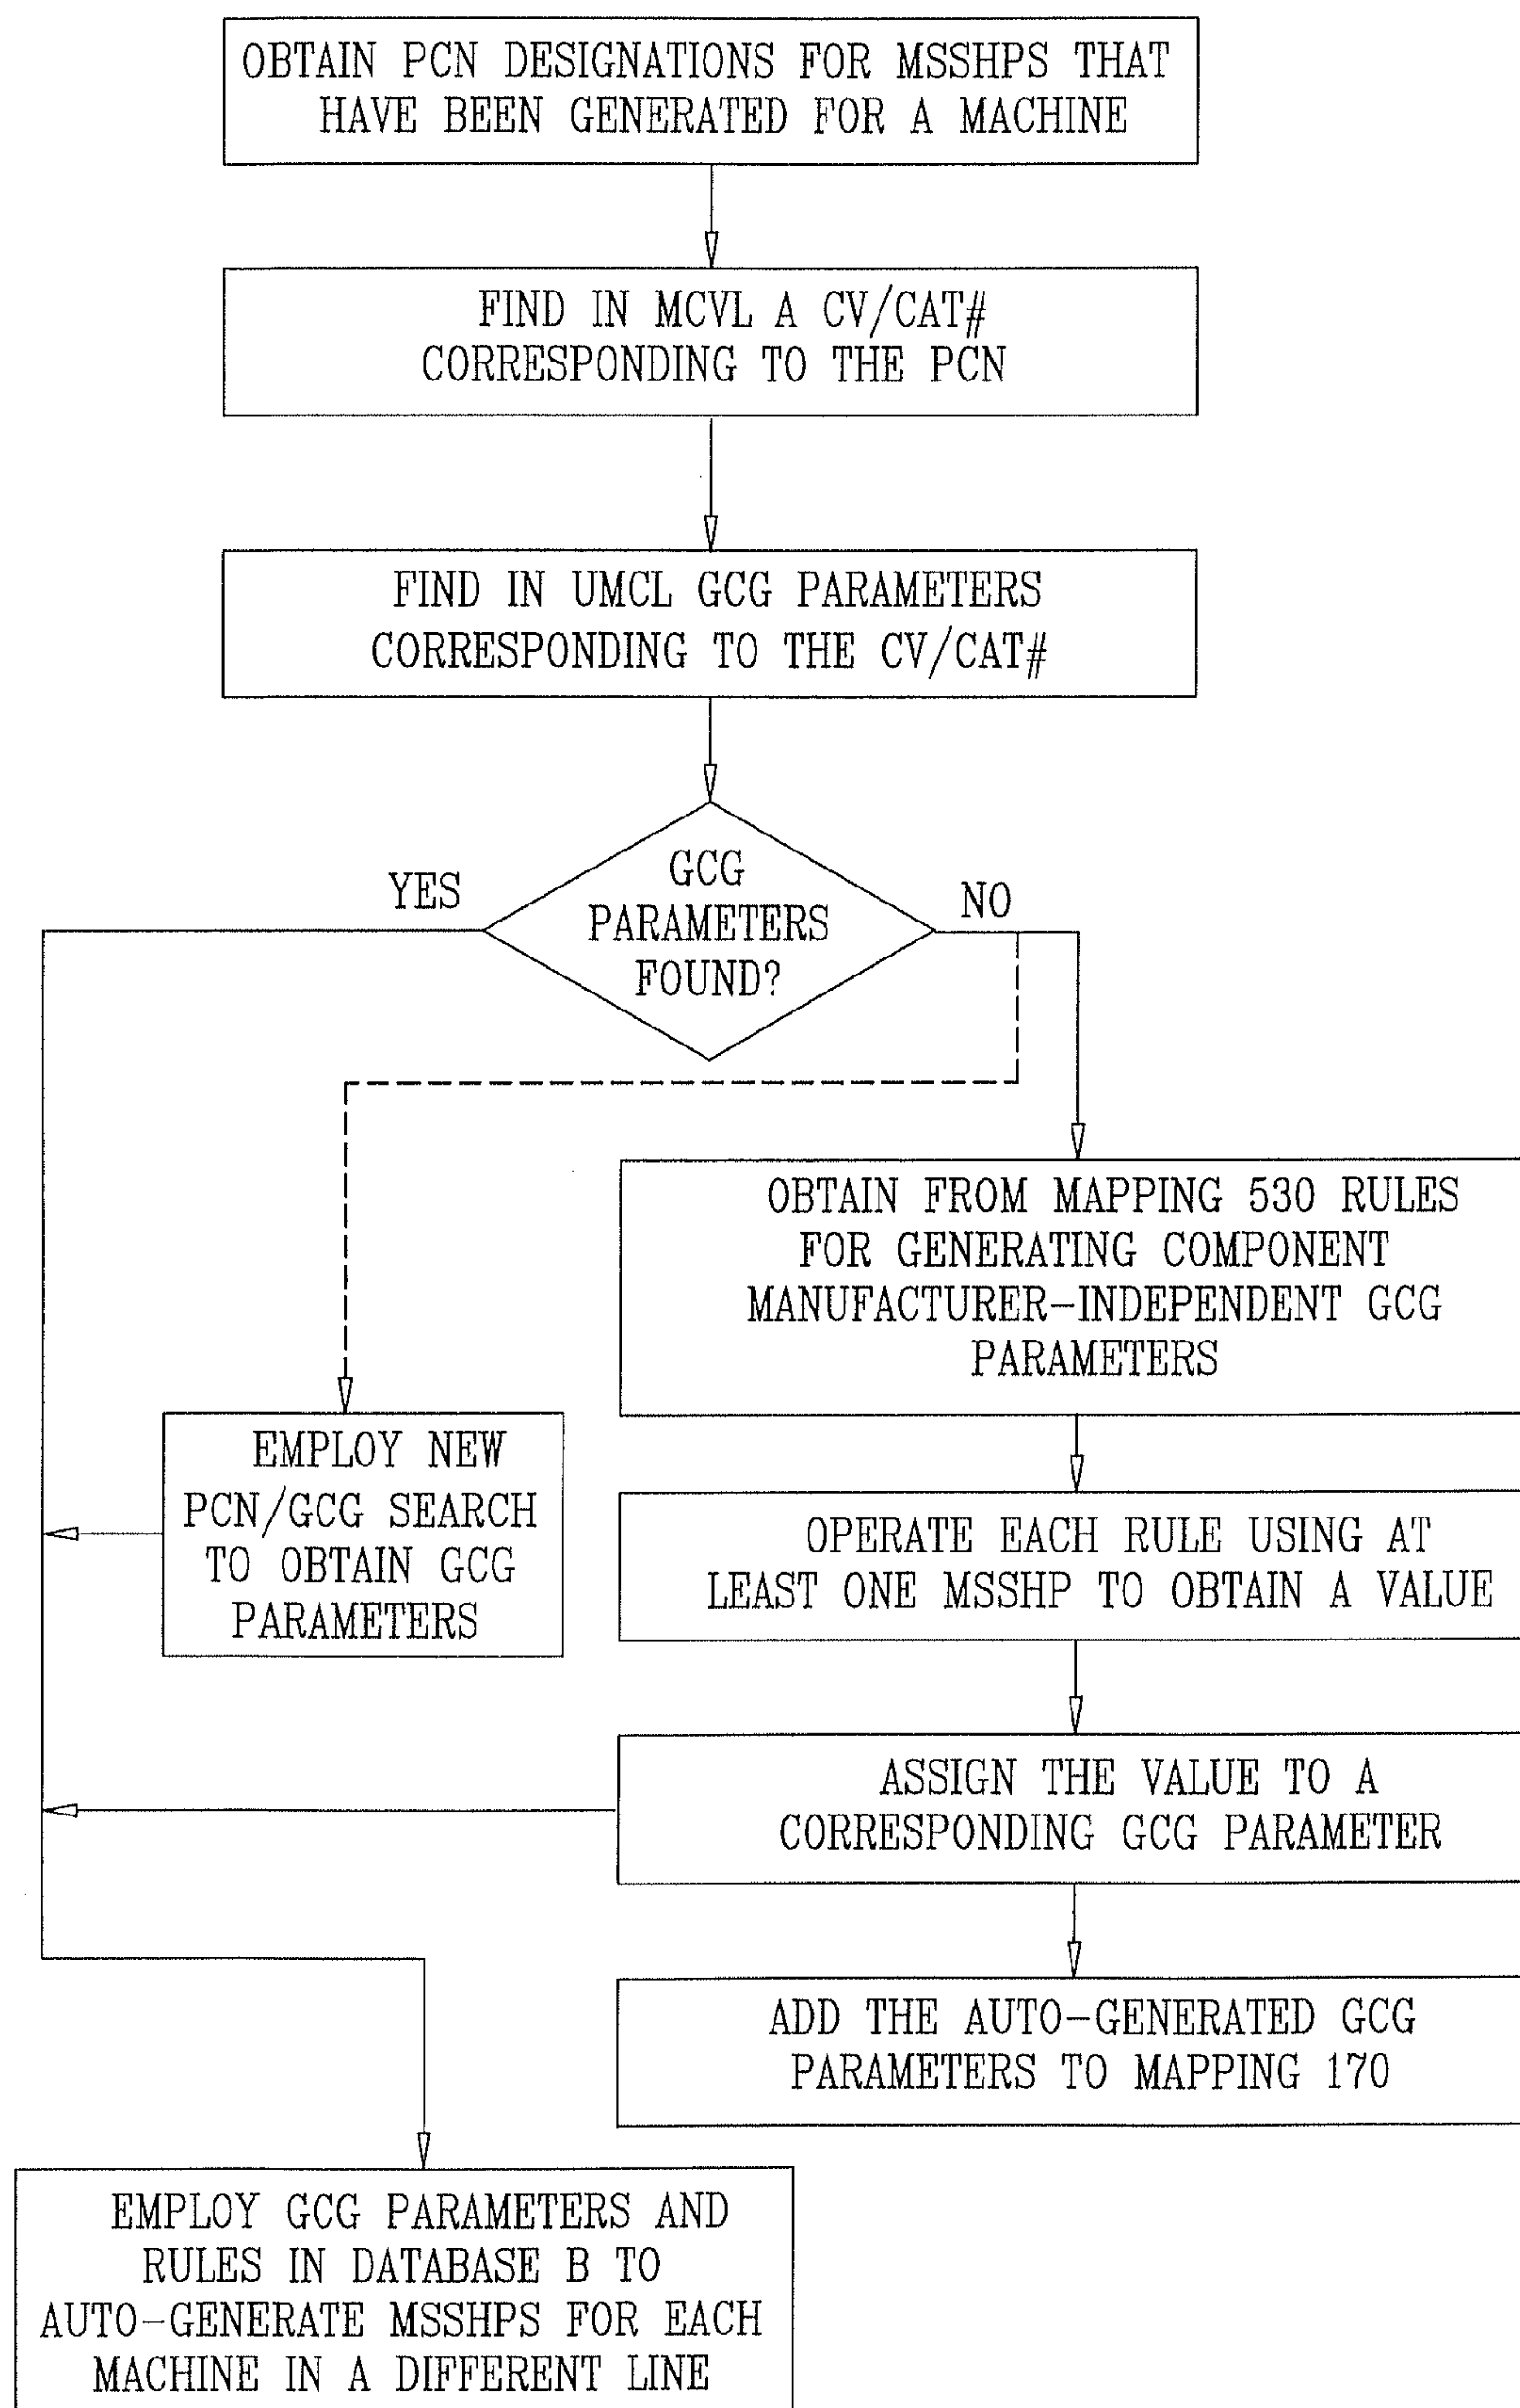 OBTAIN PCN DESIGNATIONS FOR MSSHPS THAT
HAVE BEEN GENERATED FOR A MACHINE
FIND IN MCVL A CV/CAT#
CORRESPONDING TO THE PCN
FIND IN UMCL GCG PARAMETERS
CORRESPONDING TO THE CV/CAT#
YES
GCG
PARAMETERS
FOUND?
NO
OBTAIN FROM MAPPING 530 RULES
FOR GENERATING COMPONENT
MANUFACTURER-INDEPENDENT GCG
PARAMETERS
EMPLOY NEW
PCN/GCG SEARCH
TO OBTAIN GCG
PARAMETERS
OPERATE EACH RULE USING AT
LEAST ONE MSSHP TO OBTAIN A VALUE
ASSIGN THE VALUE TO A
CORRESPONDING GCG PARAMETER
ADD THE AUTO-GENERATED GCG
PARAMETERS TO MAPPING 170
EMPLOY GCG PARAMETERS AND
RULES IN DATABASE B TO
AUTO-GENERATE MSSHPS FOR EACH
MACHINE IN A DIFFERENT LINE